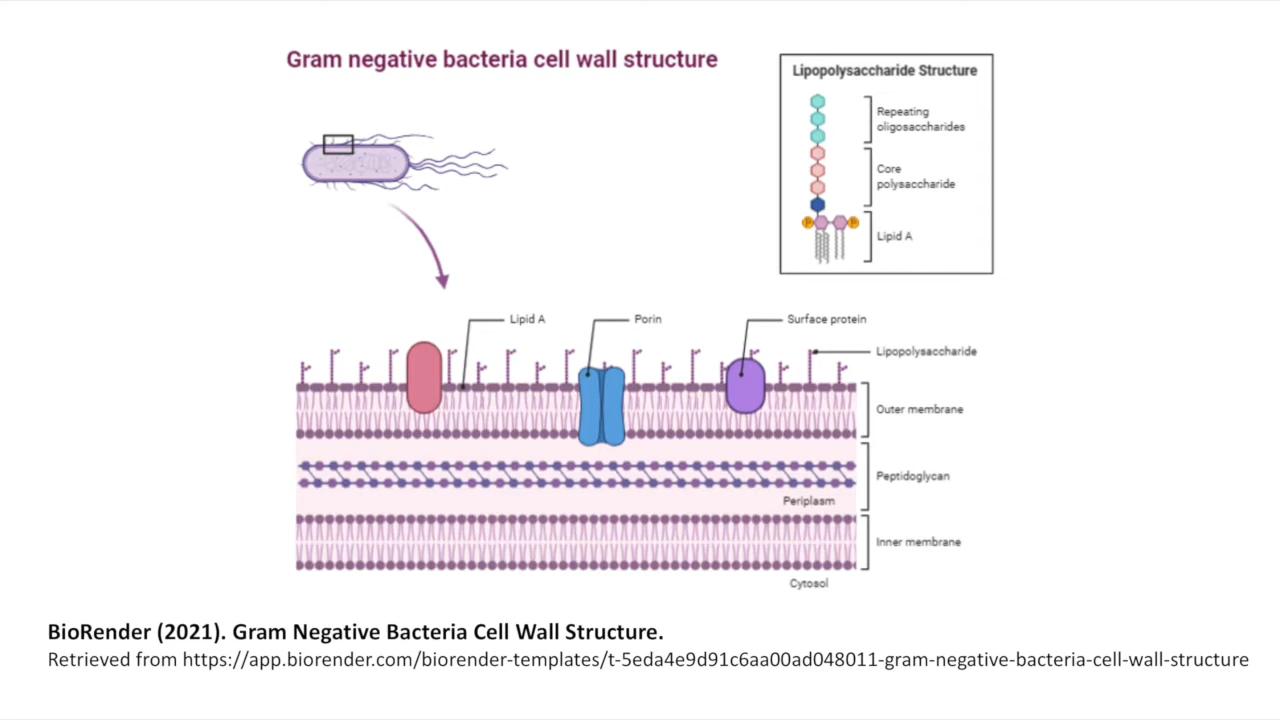 Gram negative bacteria cell wall structure
Lipopolysaccharide Structure
Repeating
oligosaccharides
Core
polysaccharide
P
P
Lipid A
Lipid A
Porin
Surface protein
Lipopolysaccharide
Outer membrane
Peptidoglycan
Periplasm
Inner membrane
Cytosol
BioRender (2021). Gram Negative Bacteria Cell Wall Structure.
Retrieved from https://app.biorender.com/biorender-templates/t-5eda4e9d91c6aa00ad048011-gram-negative-bacteria-cell-wall-structure